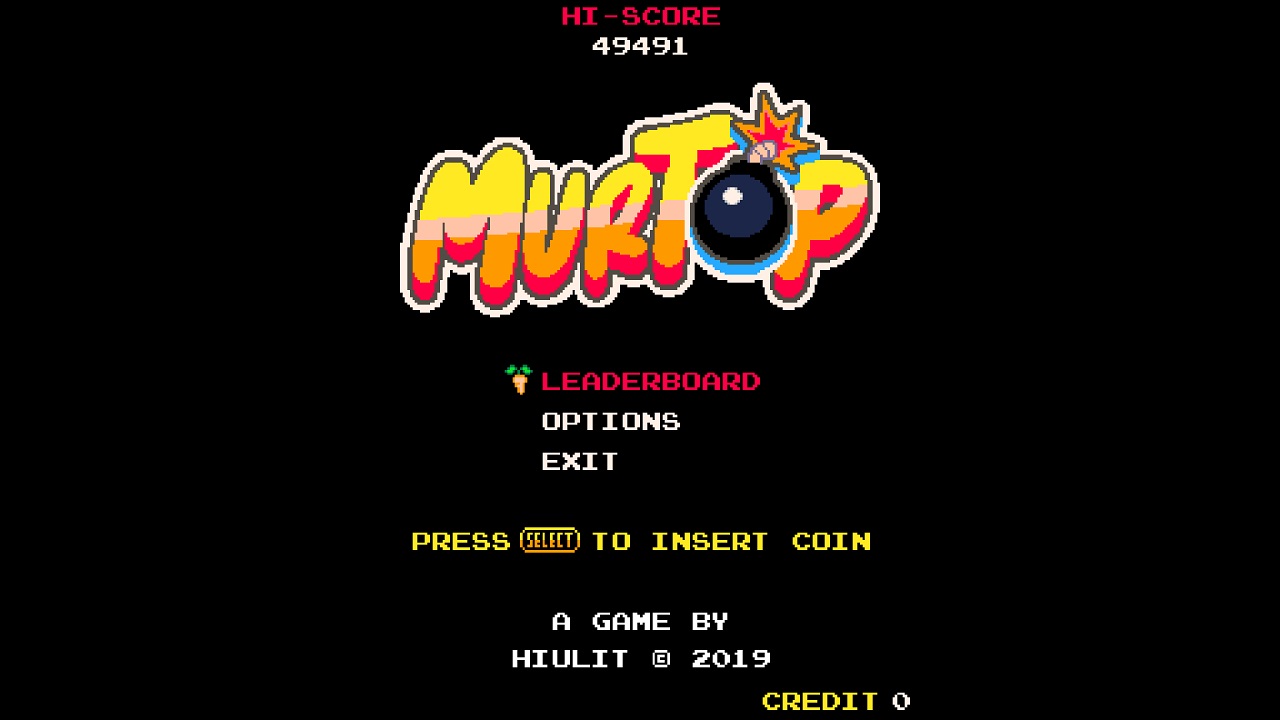 HI-SCORE
49491
MURTOP
LEADERBOARD
OPTIONS
EXIT
PRESS SELECT TO INSERT COIN
A GAME BY
HIULIT © 2019
CREDIT 0